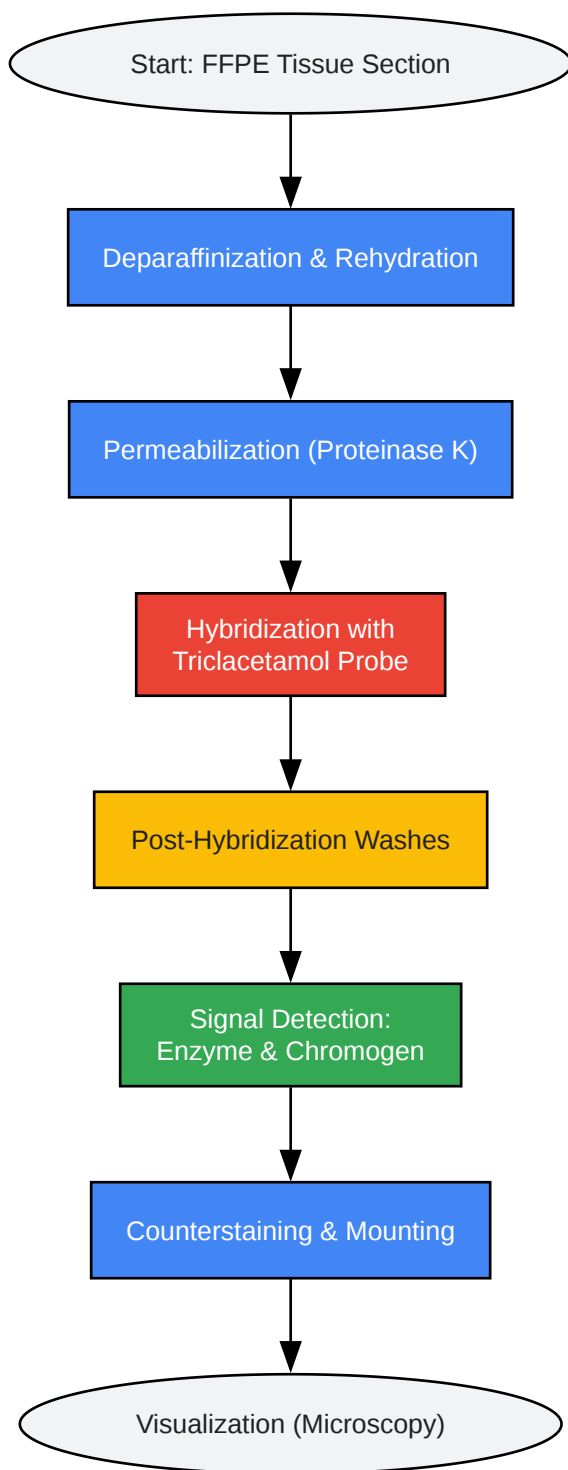 Start: FFPE Tissue Section
Deparaffinization & Rehydration
Permeabilization (Proteinase K)
Hybridization with
Triclacetamol Probe
Post-Hybridization Washes
Signal Detection:
Enzyme & Chromogen
Counterstaining & Mounting
Visualization (Microscopy)